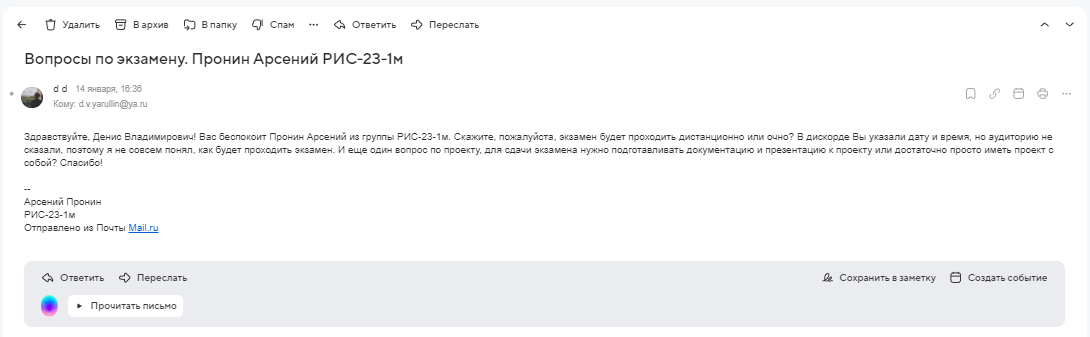 Удалить В архив В папку Спам Ответить Переслать
Вопросы по экзамену. Пронин Арсений РИС-23-1м
d d 14 января, 16:36
Кому: d.v.yarullin@ya.ru
Здравствуйте, Денис Владимирович! Вас беспокоит Пронин Арсений из группы РИС-23-1м. Скажите, пожалуйста, экзамен будет проходить дистанционно или очно? В дискорде Вы указали дату и время, но аудиторию не
сказали, поэтому я не совсем понял, как будет проходить экзамен. И еще один вопрос по проекту, для сдачи экзамена нужно подготавливать документацию и презентацию к проекту или достаточно просто иметь проект с
собой? Спасибо!
--
Арсений Пронин
РИС-23-1м
Отправлено из Почты Mail.ru
Ответить Переслать Сохранить в заметку Создать событие
Прочитать письмо